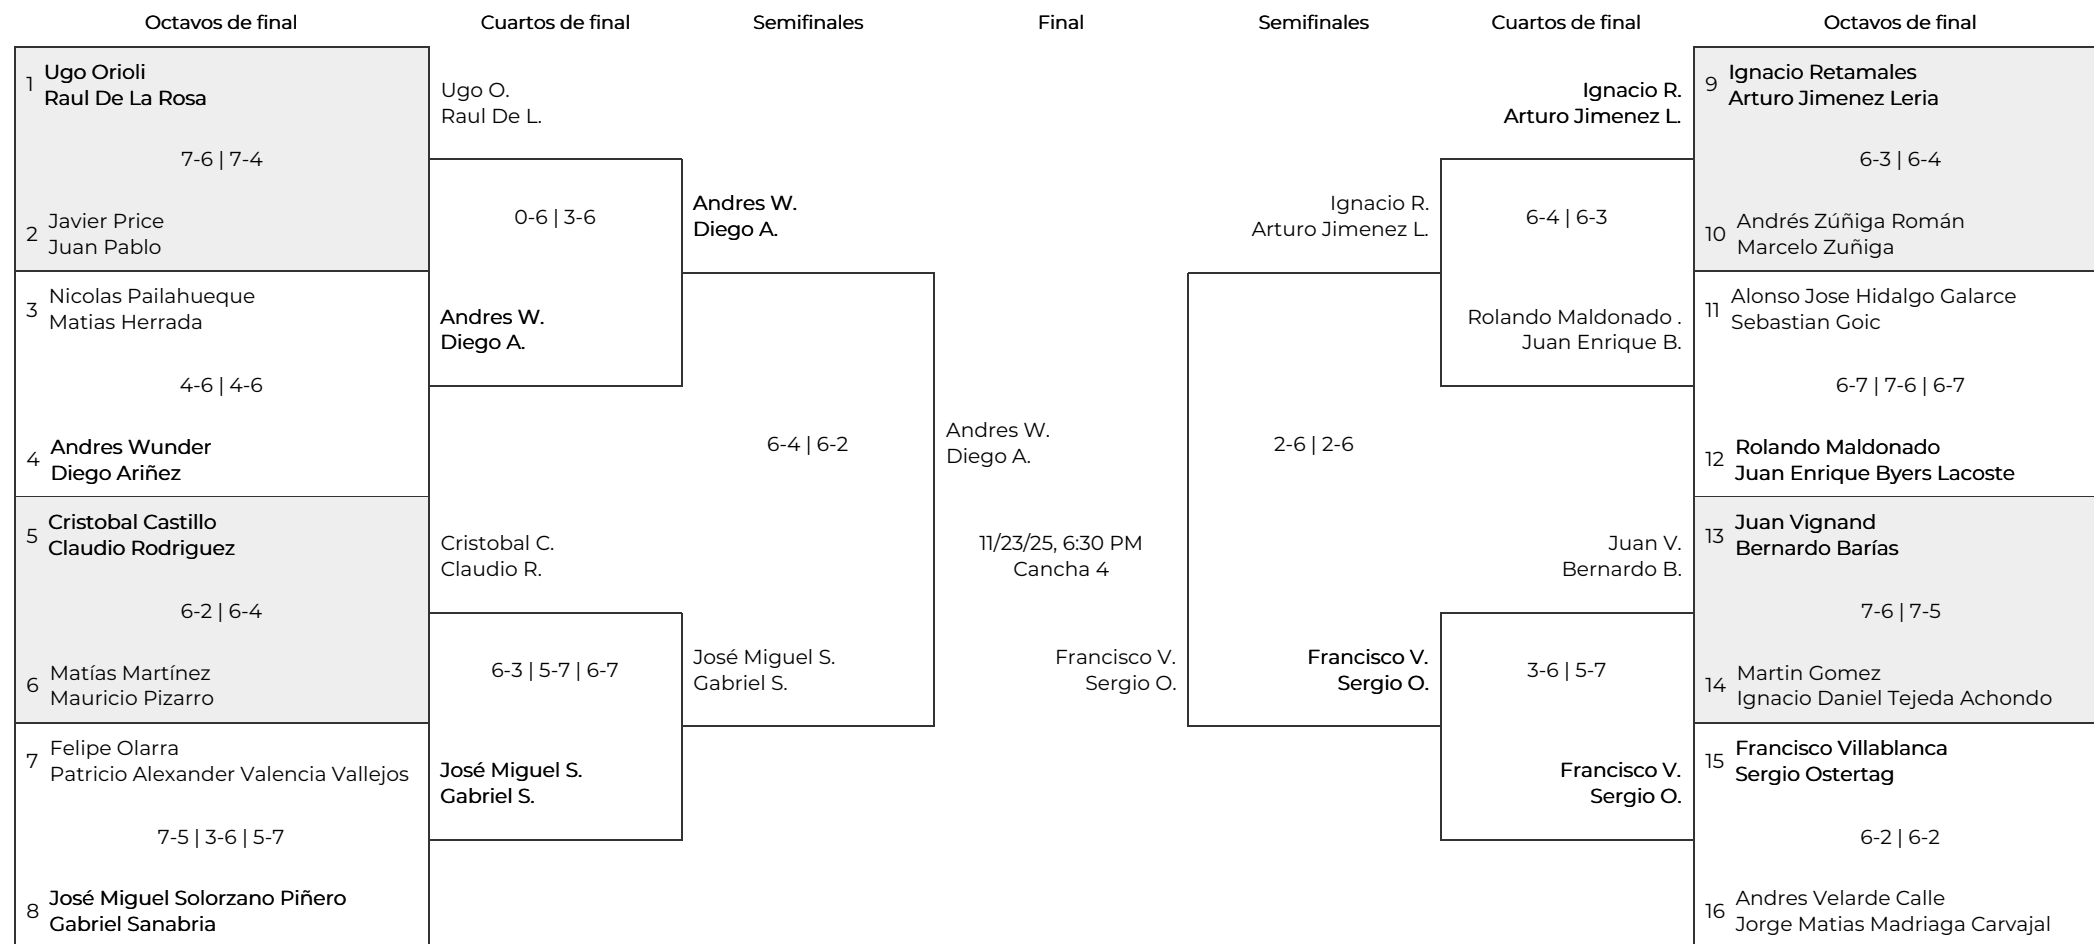 Octavos de final
Cuartos de final
Semifinales
Final
Semifinales
Cuartos de final
Octavos de final
1
Ugo Orioli
Raul De La Rosa
7-6 | 7-4
2
Javier Price
Juan Pablo
3
Nicolas Pailahueque
Matias Herrada
4-6 | 4-6
4
Andres Wunder
Diego Ariñez
5
Cristobal Castillo
Claudio Rodriguez
6-2 | 6-4
6
Matías Martínez
Mauricio Pizarro
7
Felipe Olarra
Patricio Alexander Valencia Vallejos
7-5 | 3-6 | 5-7
8
José Miguel Solorzano Piñero
Gabriel Sanabria
Ugo O.
Raul De L.
0-6 | 3-6
Andres W.
Diego A.
Cristobal C.
Claudio R.
6-3 | 5-7 | 6-7
José Miguel S.
Gabriel S.
Andres W.
Diego A.
6-4 | 6-2
José Miguel S.
Gabriel S.
Andres W.
Diego A.
11/23/25, 6:30 PM
Cancha 4
Francisco V.
Sergio O.
Ignacio R.
Arturo Jimenez L.
2-6 | 2-6
Francisco V.
Sergio O.
Ignacio R.
Arturo Jimenez L.
6-4 | 6-3
Rolando Maldonado .
Juan Enrique B.
Juan V.
Bernardo B.
3-6 | 5-7
Francisco V.
Sergio O.
9
Ignacio Retamales
Arturo Jimenez Leria
6-3 | 6-4
10
Andrés Zúñiga Román
Marcelo Zuñiga
11
Alonso Jose Hidalgo Galarce
Sebastian Goic
6-7 | 7-6 | 6-7
12
Rolando Maldonado
Juan Enrique Byers Lacoste
13
Juan Vignand
Bernardo Barías
7-6 | 7-5
14
Martin Gomez
Ignacio Daniel Tejeda Achondo
15
Francisco Villablanca
Sergio Ostertag
6-2 | 6-2
16
Andres Velarde Calle
Jorge Matias Madriaga Carvajal